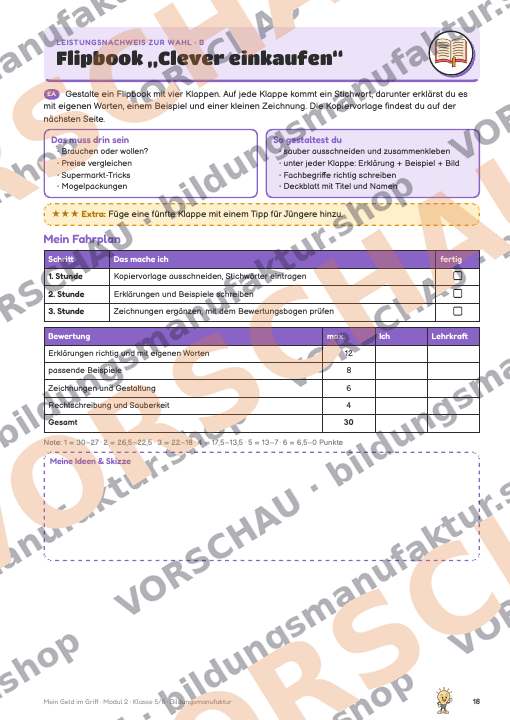 LEISTUNGSNACHWEIS ZUR WAHL · B
Flipbook „Clever einkaufen“
EA Gestalte ein Flipbook mit vier Klappen. Auf jede Klappe kommt ein Stichwort, darunter erklärst du es
mit eigenen Worten, einem Beispiel und einer kleinen Zeichnung. Die Kopiervorlage findest du auf der
nächsten Seite.
Das muss drin sein
· Brauchen oder wollen?
· Preise vergleichen
· Supermarkt-Tricks
· Mogelpackungen
So gestaltest du
· sauber ausschneiden und zusammenkleben
· unter jeder Klappe: Erklärung + Beispiel + Bild
· Fachbegriffe richtig schreiben
· Deckblatt mit Titel und Namen
★★★ Extra: Füge eine fünfte Klappe mit einem Tipp für Jüngere hinzu.
Mein Fahrplan
Schritt Das mache ich fertig
1. Stunde Kopiervorlage ausschneiden, Stichwörter eintragen
2. Stunde Erklärungen und Beispiele schreiben
3. Stunde Zeichnungen ergänzen, mit dem Bewertungsbogen prüfen
Bewertung max. Ich Lehrkraft
Erklärungen richtig und mit eigenen Worten 12
passende Beispiele 8
Zeichnungen und Gestaltung 6
Rechtschreibung und Sauberkeit 4
Gesamt 30
Note: 1 = 30–27 · 2 = 26,5–22,5 · 3 = 22–18 · 4 = 17,5–13,5 · 5 = 13–7 · 6 = 6,5–0 Punkte
Meine Ideen & Skizze
Mein Geld im Griff · Modul 2 · Klasse 5/6 · Bildungsmanufaktur
18
VORSCHAU · bildungsmanufaktur.shop
VORSCHAU